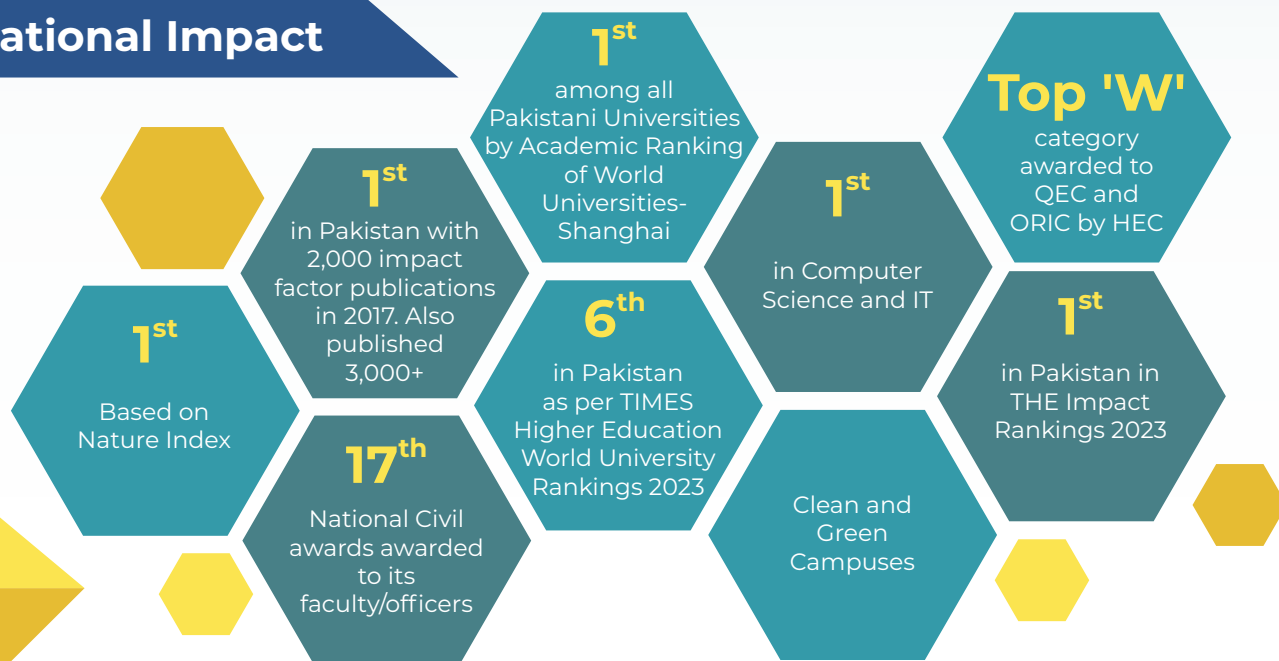 ational Impact
1st
among all
Pakistani Universities
by Academic Ranking
of World
Universities-
Shanghai
Top 'W'
category
awarded to
QEC and
ORIC by HEC
1st
in Pakistan with
2,000 impact
factor publications
in 2017. Also
published
3,000+
1st
in Computer
Science and IT
1st
Based on
Nature Index
6th
in Pakistan
as per TIMES
Higher Education
World University
Rankings 2023
1st
in Pakistan in
THE Impact
Rankings 2023
17th
National Civil
awards awarded
to its
faculty/officers
Clean and
Green
Campuses